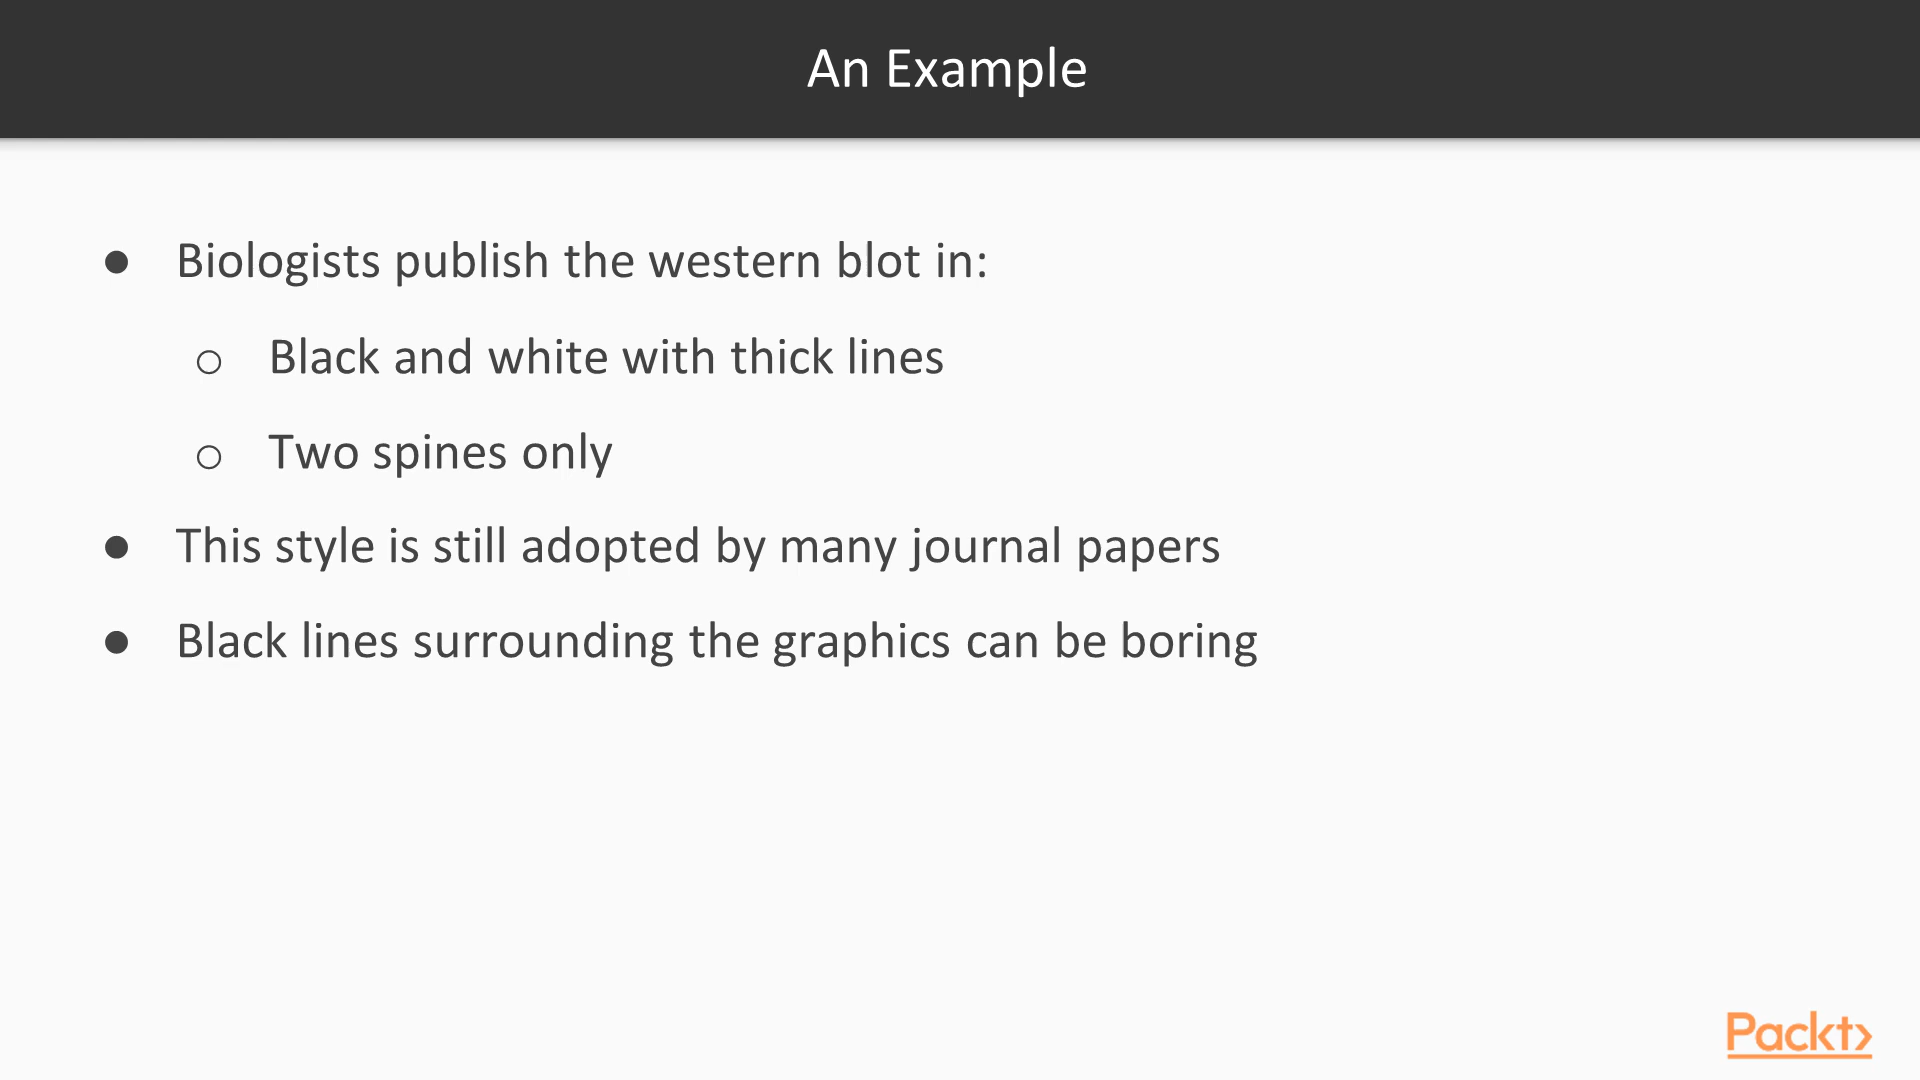 An Example
● Biologists publish the western blot in:
○ Black and white with thick lines
○ Two spines only
● This style is still adopted by many journal papers
● Black lines surrounding the graphics can be boring
Packt>